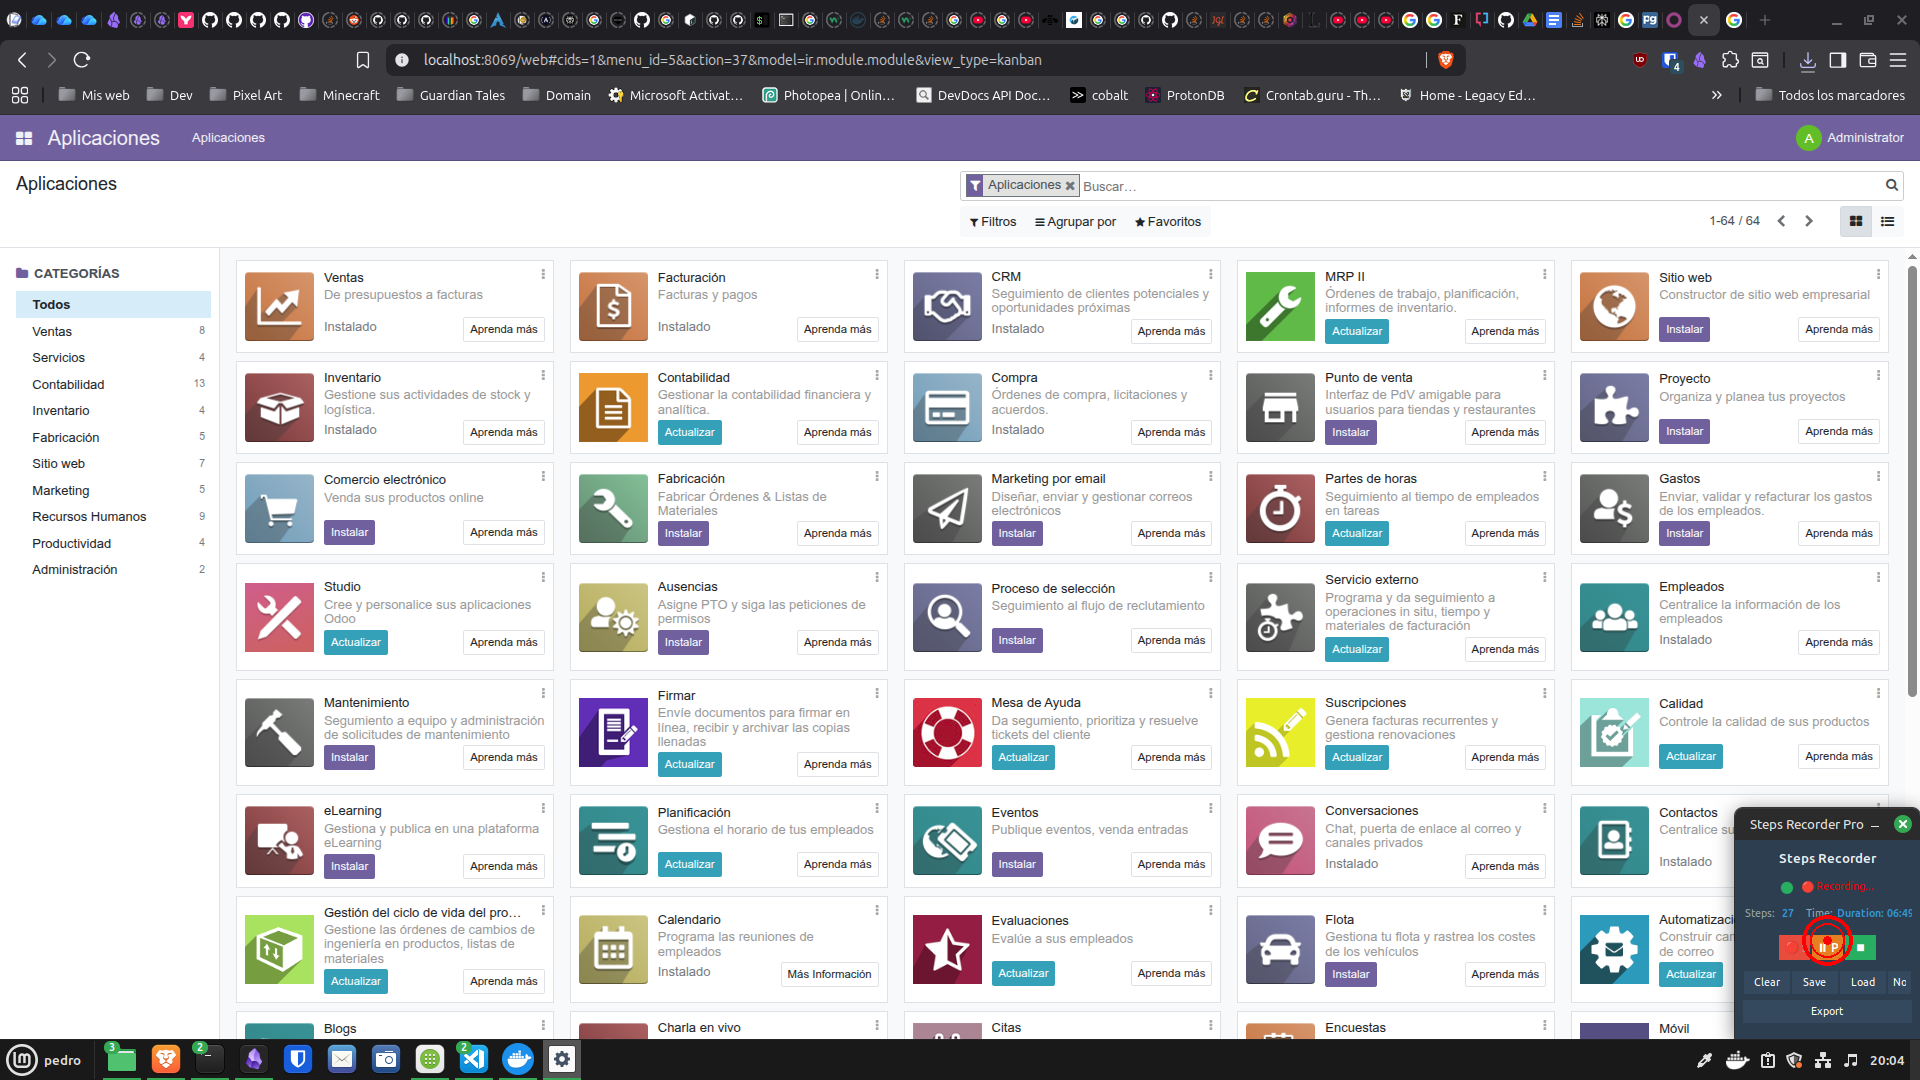 localhost:8069/web#cids=1&menu_id=5&action=37&model=ir.module.module&view_type=kanban
4
Mis web
Dev
Pixel Art
Minecraft
Guardian Tales
Domain
Microsoft Activat...
Photopea | Onlin...
DevDocs API Doc...
cobalt
ProtonDB
Crontab.guru - Th...
Home - Legacy Ed...
Todos los marcadores
Aplicaciones
Aplicaciones
A
Administrator
Aplicaciones
Aplicaciones
Buscar...
Filtros
Agrupar por
Favoritos
1-64 / 64
CATEGORÍAS
Todos
Ventas 8
Servicios 4
Contabilidad 13
Inventario 4
Fabricación 5
Sitio web 7
Marketing 5
Recursos Humanos 9
Productividad 4
Administración 2
Ventas
De presupuestos a facturas
Instalado
Aprenda más
Facturación
Facturas y pagos
Instalado
Aprenda más
CRM
Seguimiento de clientes potenciales y
oportunidades próximas
Instalado
Aprenda más
MRP II
Órdenes de trabajo, planificación,
informes de inventario.
Actualizar
Aprenda más
Sitio web
Constructor de sitio web empresarial
Instalar
Aprenda más
Inventario
Gestione sus actividades de stock y
logística.
Instalado
Aprenda más
Contabilidad
Gestionar la contabilidad financiera y
analítica.
Actualizar
Aprenda más
Compra
Órdenes de compra, licitaciones y
acuerdos.
Instalado
Aprenda más
Punto de venta
Interfaz de PdV amigable para
usuarios para tiendas y restaurantes
Instalar
Aprenda más
Proyecto
Organiza y planea tus proyectos
Instalar
Aprenda más
Comercio electrónico
Venda sus productos online
Instalar
Aprenda más
Fabricación
Fabricar Órdenes & Listas de
Materiales
Instalar
Aprenda más
Marketing por email
Diseñar, enviar y gestionar correos
electrónicos
Instalar
Aprenda más
Partes de horas
Seguimiento al tiempo de empleados
en tareas
Actualizar
Aprenda más
Gastos
Enviar, validar y refacturar los gastos
de los empleados.
Instalar
Aprenda más
Studio
Cree y personalice sus aplicaciones
Odoo
Actualizar
Aprenda más
Ausencias
Asigne PTO y siga las peticiones de
permisos
Instalar
Aprenda más
Proceso de selección
Seguimiento al flujo de reclutamiento
Instalar
Aprenda más
Servicio externo
Programa y da seguimiento a
operaciones in situ, tiempo y
materiales de facturación
Actualizar
Aprenda más
Empleados
Centralice la información de los
empleados
Instalado
Aprenda más
Mantenimiento
Segumiento a equipo y administración
de solicitudes de mantenimiento
Instalar
Aprenda más
Firmar
Envíe documentos para firmar en
línea, recibir y archivar las copias
llenadas
Actualizar
Aprenda más
Mesa de Ayuda
Da segumiento, prioritiza y resuelve
tickets del cliente
Actualizar
Aprenda más
Suscripciones
Genera facturas recurrentes y
gestiona renovaciones
Actualizar
Aprenda más
Calidad
Controle la calidad de sus productos
Actualizar
Aprenda más
eLearning
Gestiona y publica en una plataforma
eLearning
Instalar
Aprenda más
Planificación
Gestiona el horario de tus empleados
Actualizar
Aprenda más
Eventos
Publique eventos, venda entradas
Instalar
Aprenda más
Conversaciones
Chat, puerta de enlace al correo y
canales privados
Instalado
Aprenda más
Contactos
Centralice su
Instalado
Gestión del ciclo de vida del pro...
Gestione las órdenes de cambios de
ingeniería en productos, listas de
materiales
Actualizar
Aprenda más
Calendario
Programa las reuniones de
empleados
Instalado
Más Información
Evaluaciones
Evalúe a sus empleados
Actualizar
Aprenda más
Flota
Gestiona tu flota y rastrea los costes
de los vehículos
Instalar
Aprenda más
Automatizaci
Construir can
de correo
Actualizar
Blogs
Charla en vivo
Citas
Encuestas
Móvil
Steps Recorder Pro
Steps Recorder
Recording...
Steps: 27 Time: Duration: 06:49
P
Clear
Save
Load
No
Export
pedro
3
2
2
20:04